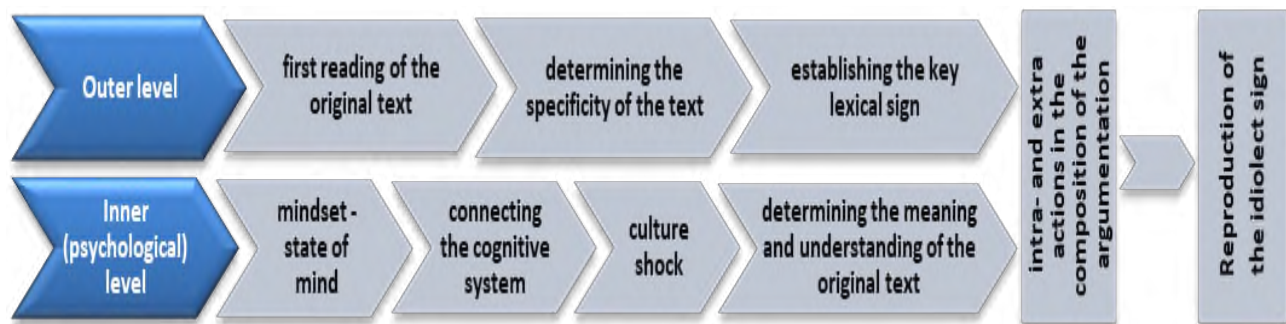 Outer level
first reading of the
original text
determining the
specificity of the text
establishing the key
lexical sign
Inner
(psychological)
level
mindset -
state of
mind
connecting
the cognitive
system
culture
shock
determining the meaning
and understanding of the
original text
intra- and extra
actions in the
composition of the
argumentation
Reproduction of
the idiolect sign